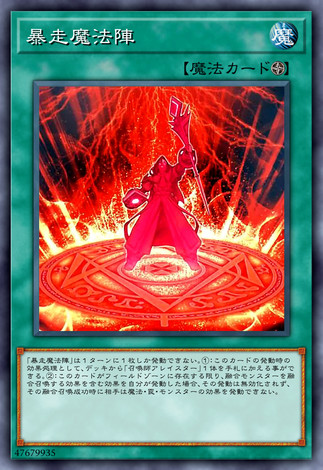 暴走魔法陣
魔
【魔法カード】
「暴走魔法陣」は１ターンに１枚しか発動できない。①：このカードの発動時の
効果処理として、デッキから「召喚師アレイスター」１体を手札に加える事がで
きる。②：このカードがフィールドゾーンに存在する限り、融合モンスターを融
合召喚する効果を含む効果を自分が発動した場合、その発動は無効化されず、
その融合召喚成功時に相手は魔法・罠・モンスターの効果を発動できない。
47679935